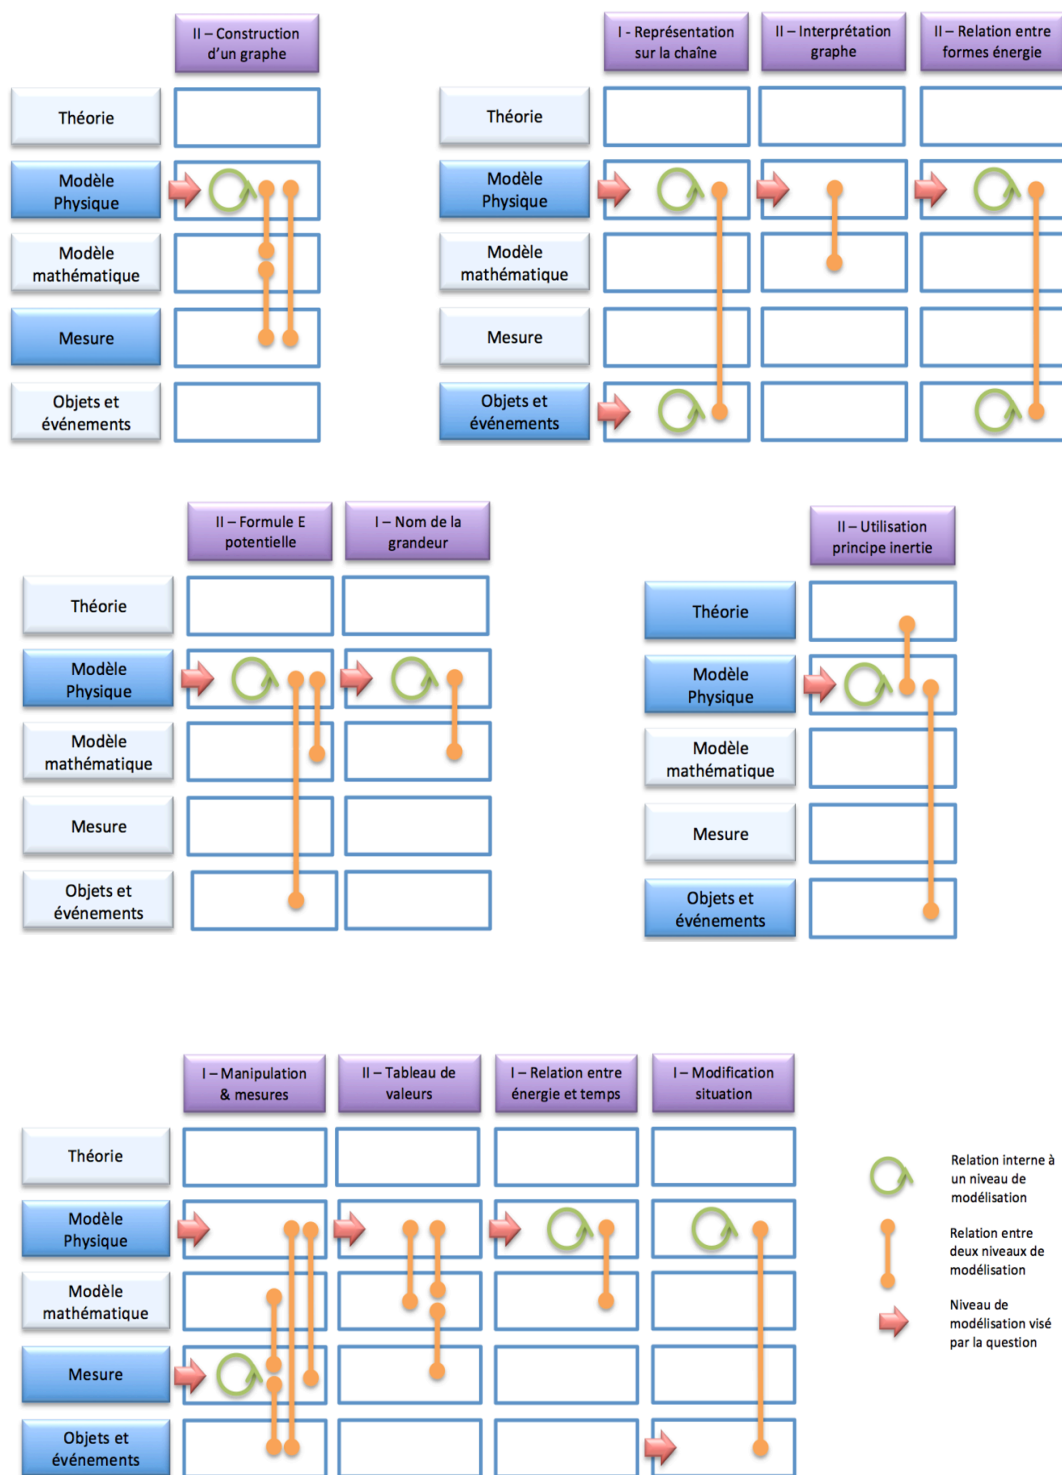 II – Construction
d’un graphe
Théorie
Modèle
Physique
Modèle
mathématique
Mesure
Objets et
événements
I - Représentation
sur la chaîne
II – Interprétation
graphe
II – Relation entre
formes énergie
Théorie
Modèle
Physique
Modèle
mathématique
Mesure
Objets et
événements
II – Formule E
potentielle
I – Nom de la
grandeur
Théorie
Modèle
Physique
Modèle
mathématique
Mesure
Objets et
événements
II – Utilisation
principe inertie
Théorie
Modèle
Physique
Modèle
mathématique
Mesure
Objets et
événements
I – Manipulation
& mesures
II – Tableau de
valeurs
I – Relation entre
énergie et temps
I – Modification
situation
Théorie
Modèle
Physique
Modèle
mathématique
Mesure
Objets et
événements
Relation interne à
un niveau de
modélisation
Relation entre
deux niveaux de
modélisation
Niveau de
modélisation visé
par la question